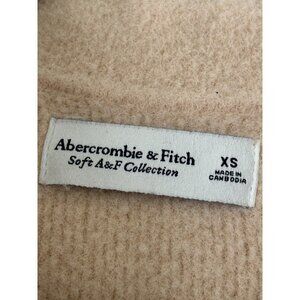 Abercrombie & Fitch
Soft A&F Collection
XS
MADE IN
CAMBODIA